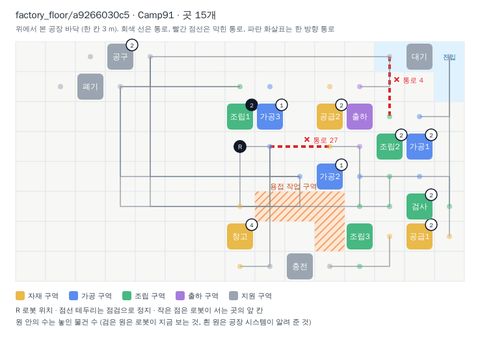 factory_floor/a9266030c5 · Camp91 · 곳 15개
위에서 본 공장 바닥 (한 칸 3 m). 회색 선은 통로, 빨간 점선은 막힌 통로, 파란 화살표는 한 방향 통로
공구 2
대기
진입
폐기
✕ 통로 4
조립1 2
가공3 1
공급2 2
출하
R
✕ 통로 27
조립2 2
가공1 2
가공2 1
용접 작업 구역
검사 2
창고 4
조립3
공급1 2
충전
자재 구역 가공 구역 조립 구역 출하 구역 지원 구역
R 로봇 위치 · 점선 테두리는 점검으로 정지 · 작은 점은 로봇이 서는 곳의 앞 칸
원 안의 수는 놓인 물건 수 (검은 원은 로봇이 지금 보는 것, 흰 원은 공장 시스템이 알려 준 것)